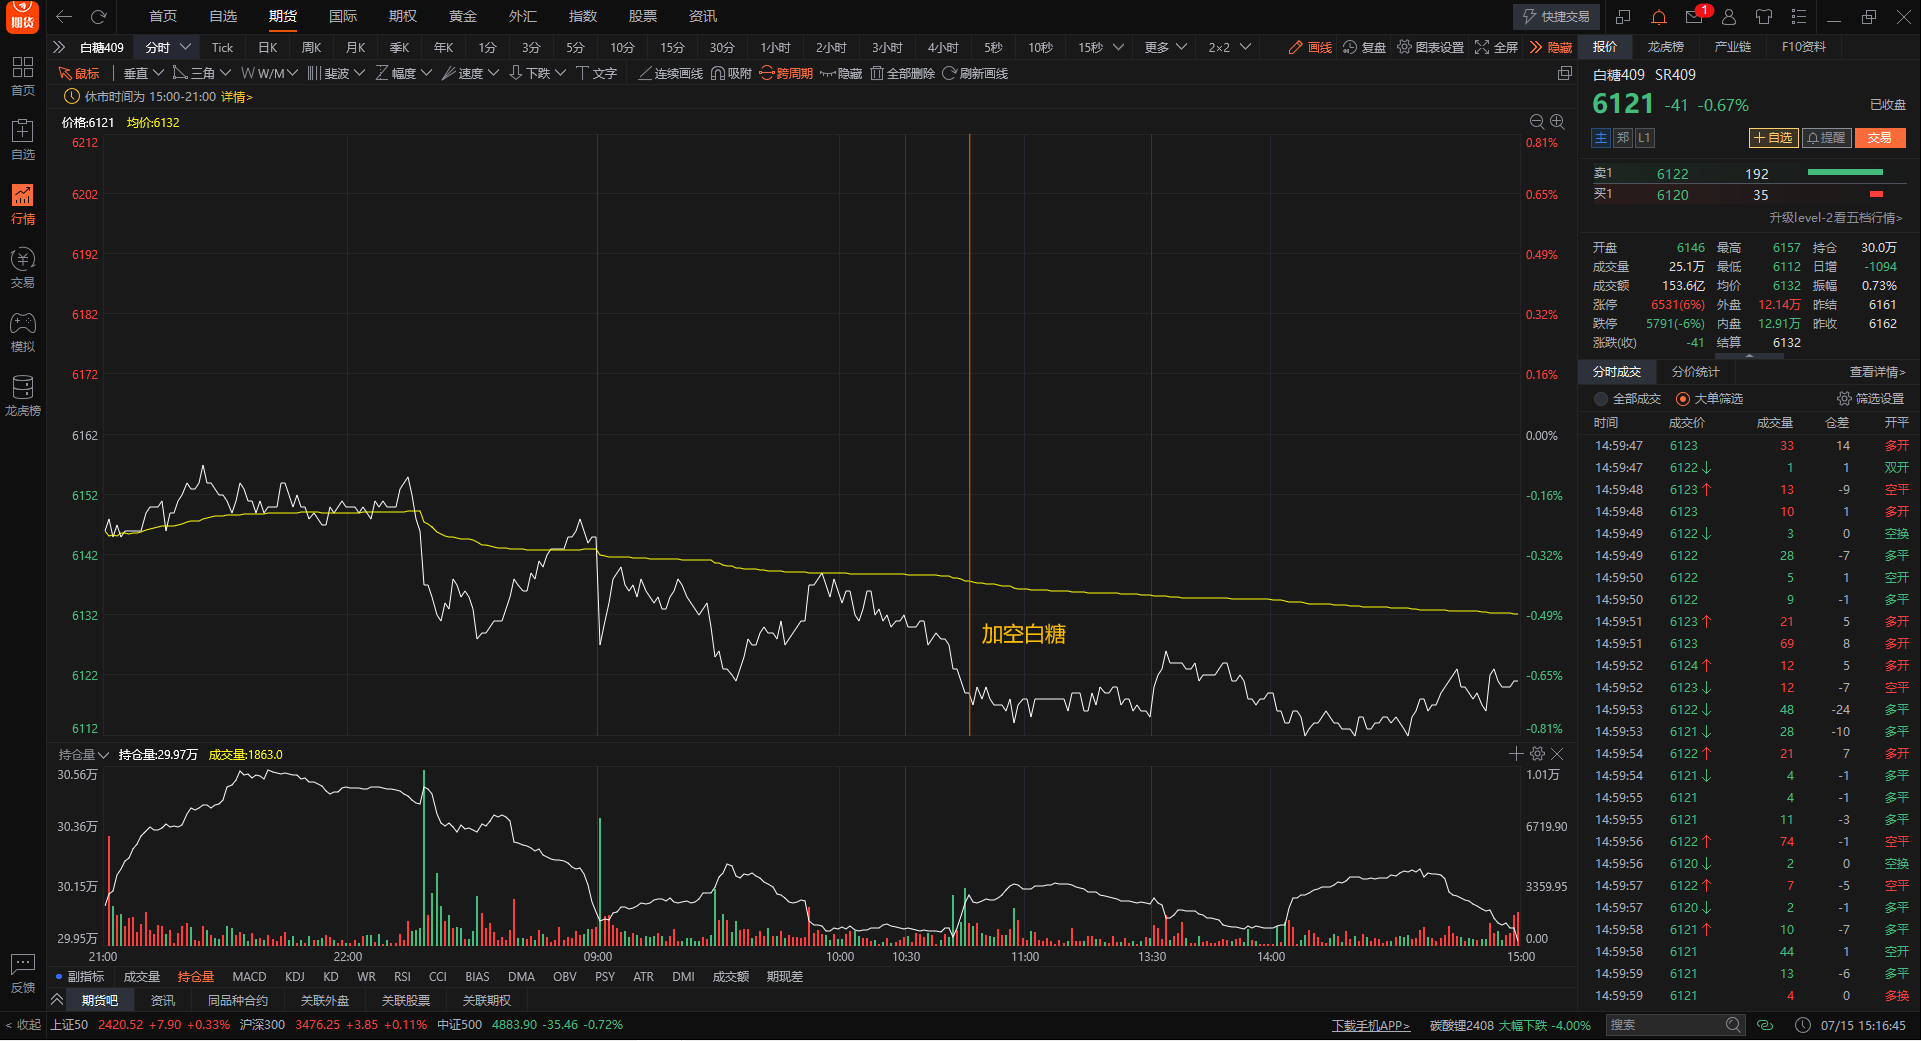 期货 首页 自选 期货 国际 期权 黄金 外汇 指数 股票 资讯 快捷交易 1
白糖409 分时 Tick 日K 周K 月K 季K 年K 1分 3分 5分 10分 15分 30分 1小时 2小时 3小时 4小时 5秒 10秒 15秒 更多 2×2 画线 复盘 图表设置 全屏 隐藏 报价 龙虎榜 产业链 F10资料
鼠标 垂直 三角 W/M 斐波 幅度 速度 下跌 文字 连续画线 吸附 跨周期 隐藏 全部删除 刷新画线
休市时间为 15:00-21:00 详情>
价格:6121 均价:6132
首页
自选
行情
交易
模拟
龙虎榜
反馈
< 收起
6212 0.81%
6202 0.65%
6192 0.49%
6182 0.32%
6172 0.16%
6162 0.00%
6152 -0.16%
6142 -0.32%
6132 -0.49%
6122 -0.65%
6112 -0.81%
加空白糖
持仓量 持仓量:29.97万 成交量:1863.0
30.56万 1.01万
30.36万 6719.90
30.15万 3359.95
29.95万 0.00
21:00 22:00 09:00 10:00 10:30 11:00 13:30 14:00 15:00
副指标 成交量 持仓量 MACD KDJ KD WR RSI CCI BIAS DMA OBV PSY ATR DMI 成交额 期现差
期货吧 资讯 同品种合约 关联外盘 关联股票 关联期权
白糖409 SR409
6121 -41 -0.67% 已收盘
主 郑 L1 自选 提醒 交易
卖1 6122 192
买1 6120 35
升级level-2看五档行情>
开盘 6146 最高 6157 持仓 30.0万
成交量 25.1万 最低 6112 日增 -1094
成交额 153.6亿 均价 6132 振幅 0.73%
涨停 6531(6%) 外盘 12.14万 昨结 6161
跌停 5791(-6%) 内盘 12.91万 昨收 6162
涨跌(收) -41 结算 6132
分时成交 分价统计 查看详情>
全部成交 大单筛选 筛选设置
时间 成交价 成交量 仓差 开平
14:59:47 6123 33 14 多开
14:59:47 6122↓ 1 1 双开
14:59:48 6123↑ 13 -9 空平
14:59:48 6123 10 1 多开
14:59:49 6122↓ 3 0 空换
14:59:49 6122 28 -7 多平
14:59:50 6122 5 1 空开
14:59:50 6122 9 -1 多平
14:59:51 6123↑ 21 5 多开
14:59:51 6123 69 8 多开
14:59:52 6124↑ 12 5 多开
14:59:52 6123↓ 12 -7 空平
14:59:53 6122↓ 48 -24 多平
14:59:53 6121↓ 28 -10 多平
14:59:54 6122↑ 21 7 多开
14:59:54 6121↓ 4 -1 多平
14:59:55 6121 4 -1 多平
14:59:55 6121 11 -3 多平
14:59:56 6122↑ 74 -1 空平
14:59:56 6120↓ 2 0 空换
14:59:57 6122↑ 7 -5 空平
14:59:57 6120↓ 2 -1 多平
14:59:58 6121↑ 10 -7 多平
14:59:58 6121 44 1 空开
14:59:59 6121 13 -6 多平
14:59:59 6121 4 0 多换
上证50 2420.52 +7.90 +0.33% 沪深300 3476.25 +3.85 +0.11% 中证500 4883.90 -35.46 -0.72% 下载手机APP> 碳酸锂2408 大幅下跌 -4.00% 搜索 07/15 15:16:45